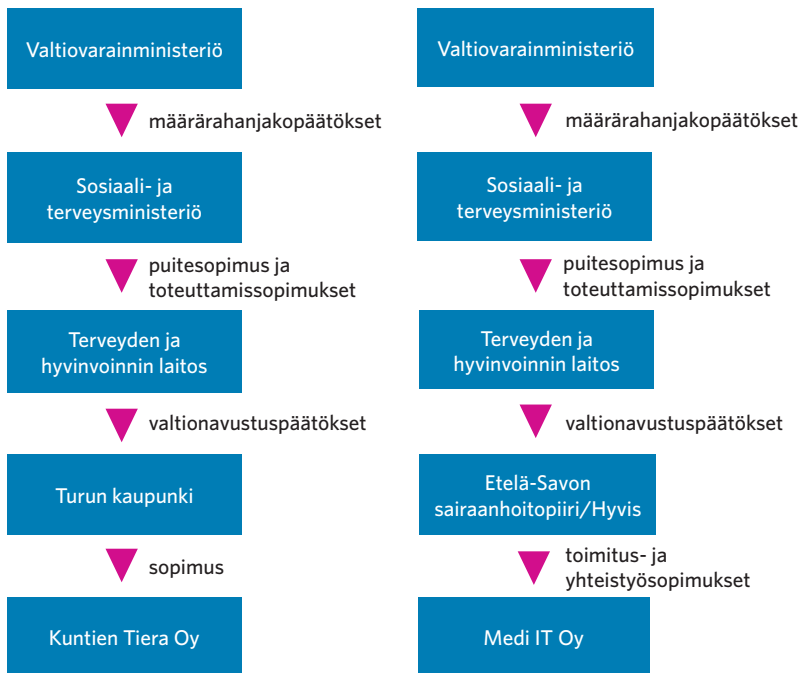 Valtiovarainministeriö
määrärahanjakopäätökset
Sosiaali- ja
terveysministeriö
puitesopimus ja
toteuttamissopimukset
Terveyden ja
hyvinvoinnin laitos
valtionavustuspäätökset
Turun kaupunki
sopimus
Kuntien Tiera Oy
Valtiovarainministeriö
määrärahanjakopäätökset
Sosiaali- ja
terveysministeriö
puitesopimus ja
toteuttamissopimukset
Terveyden ja
hyvinvoinnin laitos
valtionavustuspäätökset
Etelä-Savon
sairaanhoitopiiri/Hyvis
toimitus- ja
yhteistyösopimukset
Medi IT Oy